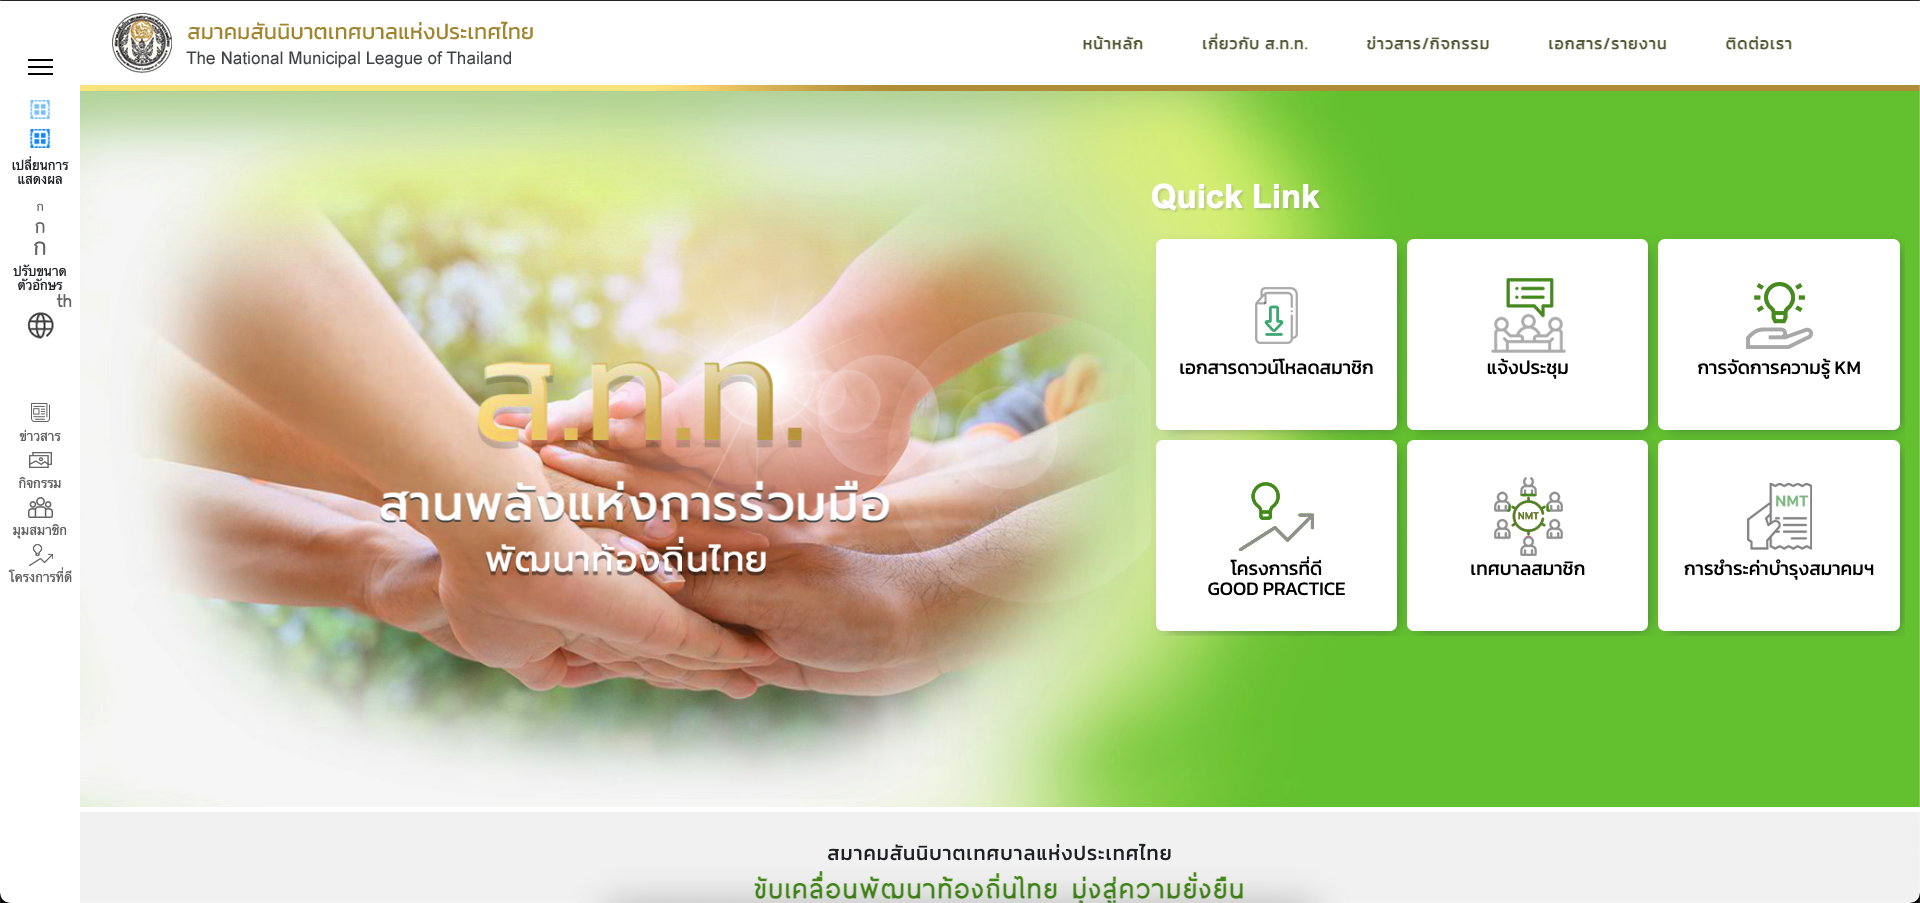 สมาคมสันนิบาตเทศบาลแห่งประเทศไทย
The National Municipal League of Thailand
หน้าหลัก
เกี่ยวกับ ส.ท.ท.
ข่าวสาร/กิจกรรม
เอกสาร/รายงาน
ติดต่อเรา
เปลี่ยนการ
แสดงผล
ก
ก
ก
ปรับขนาด
ตัวอักษร
th
ข่าวสาร
กิจกรรม
มุมสมาชิก
โครงการที่ดี
ส.ท.ท.
สานพลังแห่งการร่วมมือ
พัฒนาท้องถิ่นไทย
Quick Link
เอกสารดาวน์โหลดสมาชิก
แจ้งประชุม
การจัดการความรู้ KM
โครงการที่ดี
GOOD PRACTICE
NMT
เทศบาลสมาชิก
NMT
การชำระค่าบำรุงสมาคมฯ
สมาคมสันนิบาตเทศบาลแห่งประเทศไทย
ขับเคลื่อนพัฒนาท้องถิ่นไทย มุ่งสู่ความยั่งยืน